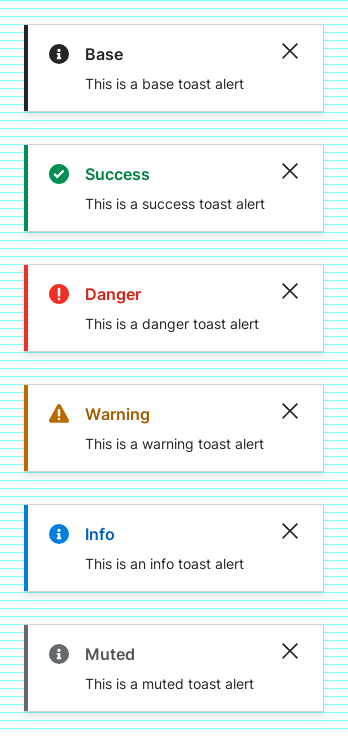 Base
This is a base toast alert
Success
This is a success toast alert
Danger
This is a danger toast alert
Warning
This is a warning toast alert
Info
This is an info toast alert
Muted
This is a muted toast alert